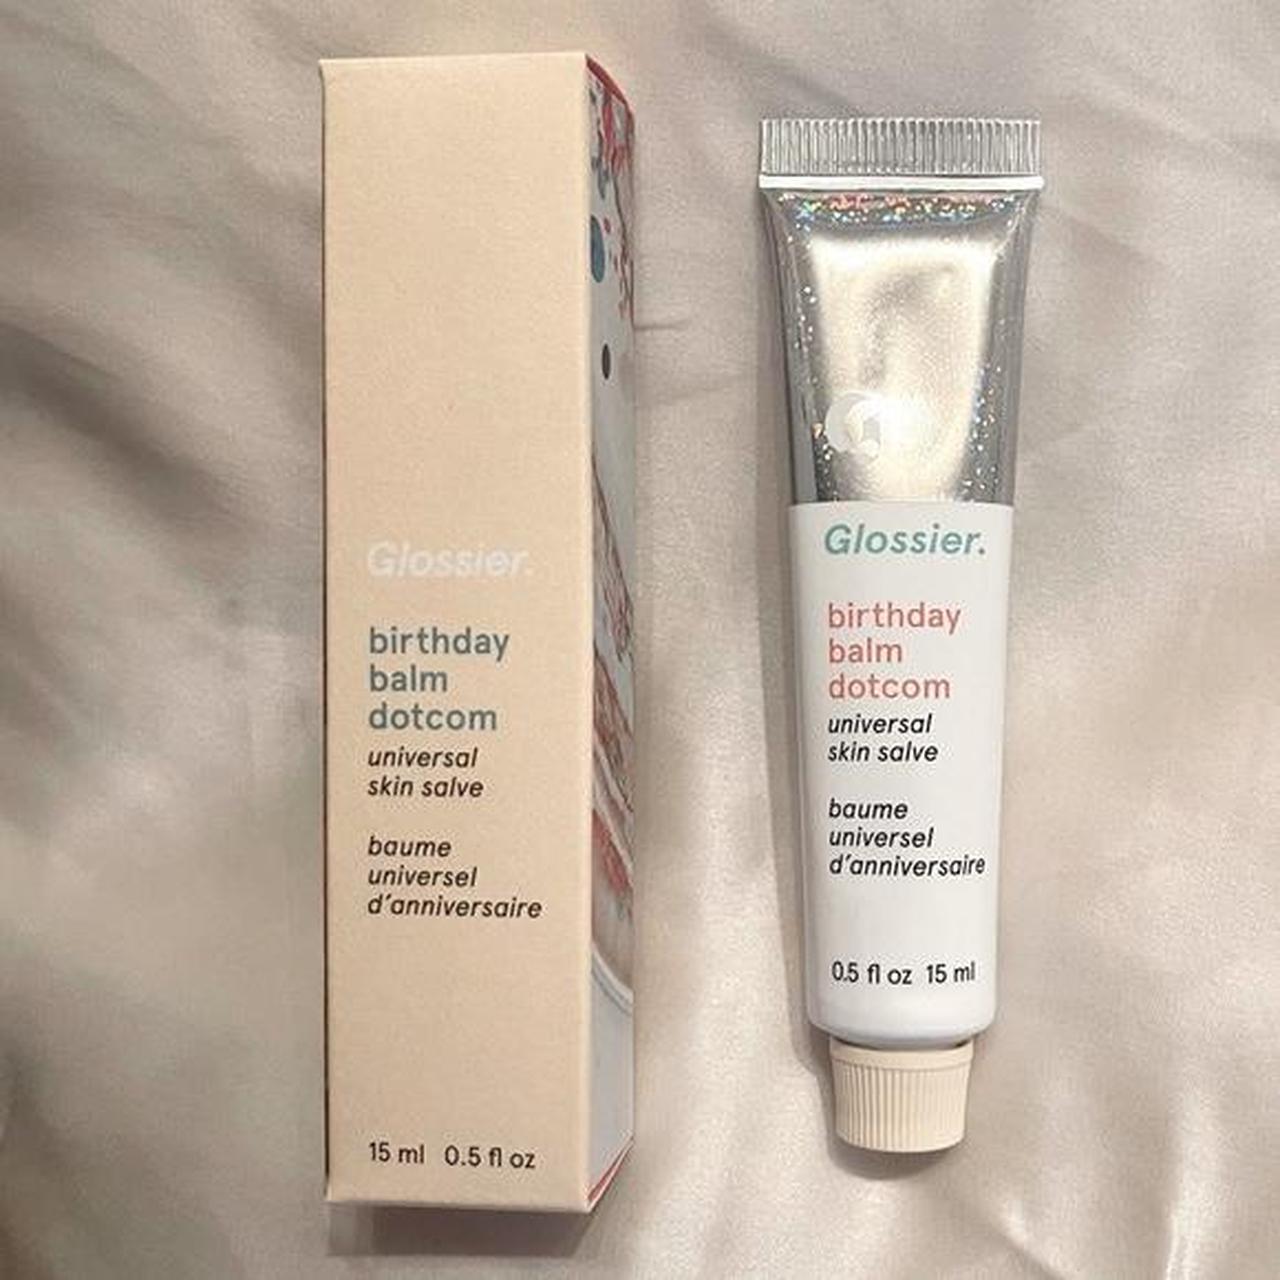 Glossier.
birthday
balm
dotcom
universal
skin salve
baume
universel
d'anniversaire
15 ml 0.5 fl oz
Glossier.
birthday
balm
dotcom
universal
skin salve
baume
universel
d'anniversaire
0.5 fl oz 15 ml